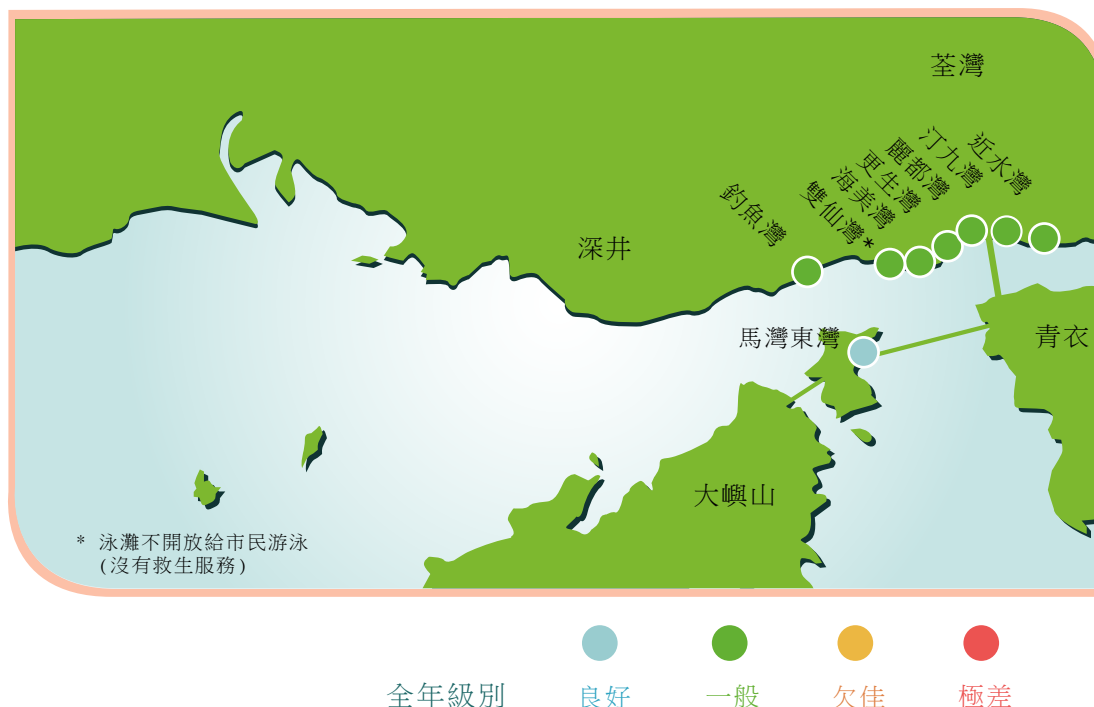 荃灣
近水灣
汀九灣
麗都灣
更生灣
海美灣
雙仙灣*
釣魚灣
深井
馬灣東灣
青衣
大嶼山
* 泳灘不開放給市民游泳
(沒有救生服務)
全年級別
良好
一般
欠佳
極差